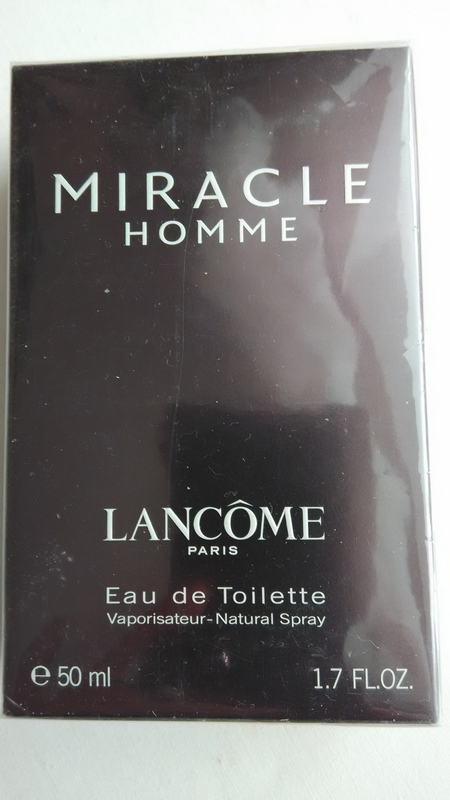 MIRACLE
HOMME
LANCÔME
PARIS
Eau de Toilette
Vaporisateur-Natural Spray
℮ 50 ml 1.7 FL.OZ.